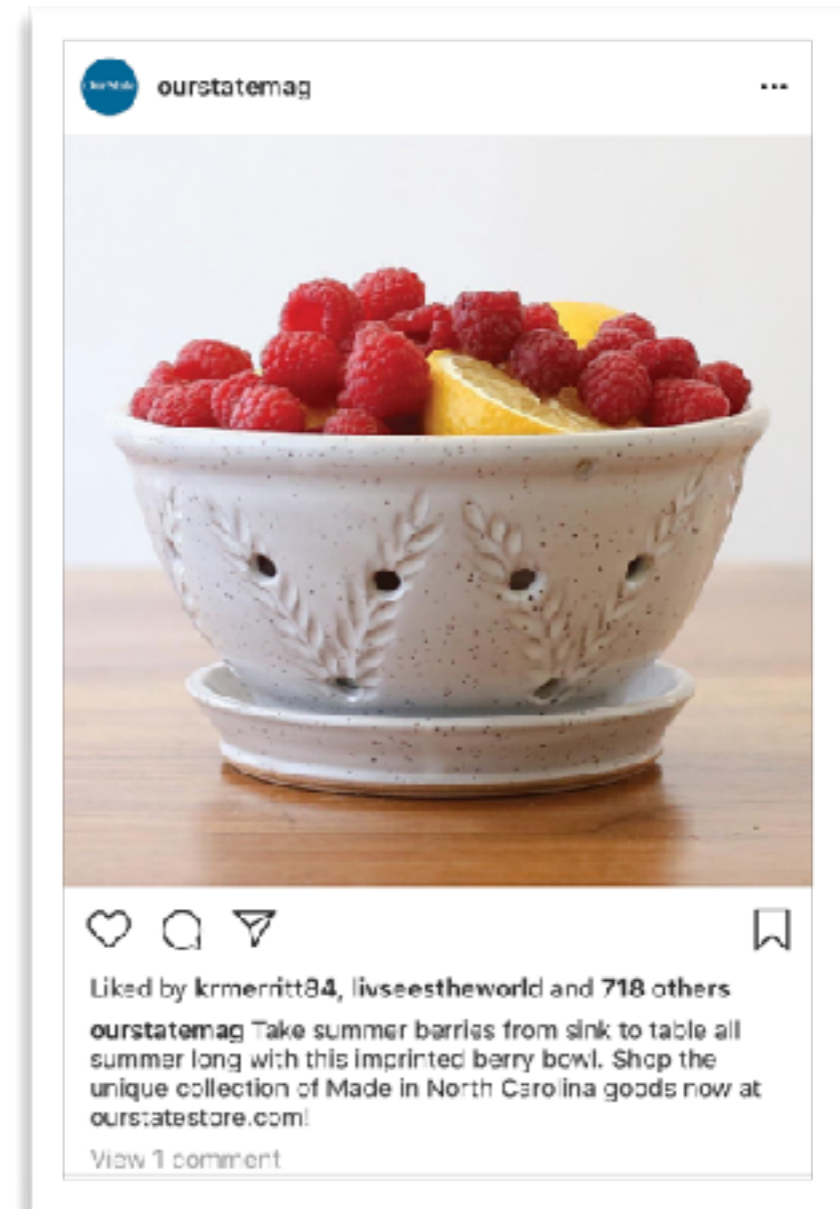 ourstatemag
Liked by krmerritt84, livseestheworld and 718 others
ourstatemag Take summer berries from sink to table all
summer long with this imprinted berry bowl. Shop the
unique collection of Made in North Carolina goods now at
ourstatestore.com!
View 1 comment